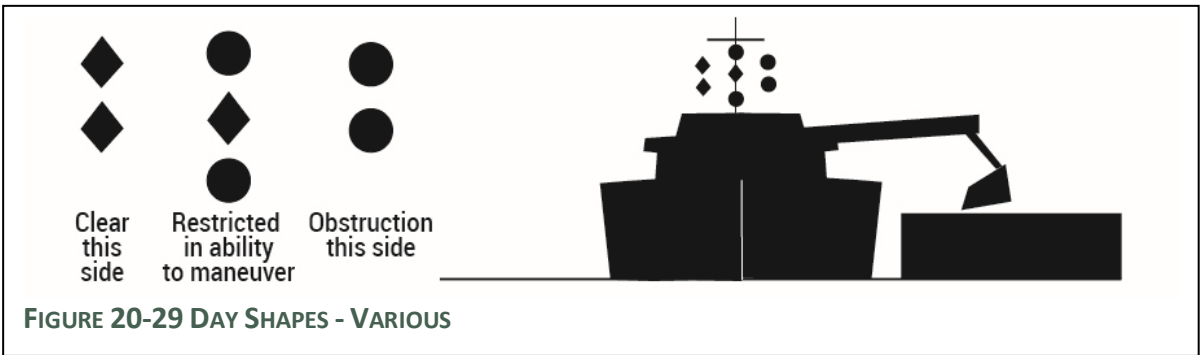 Clear
this
side
Restricted
in ability
to maneuver
Obstruction
this side
FIGURE 20-29 DAY SHAPES - VARIOUS